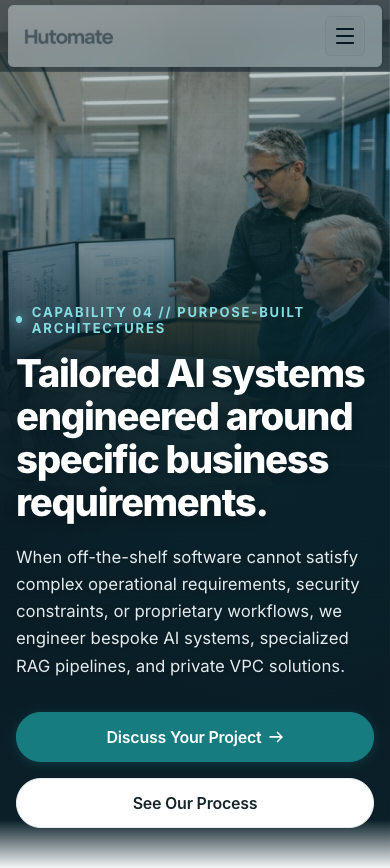 Hutomate
CAPABILITY 04 // PURPOSE-BUILT
ARCHITECTURES
Tailored AI systems
engineered around
specific business
requirements.
When off-the-shelf software cannot satisfy
complex operational requirements, security
constraints, or proprietary workflows, we
engineer bespoke AI systems, specialized
RAG pipelines, and private VPC solutions.
Discuss Your Project →
See Our Process